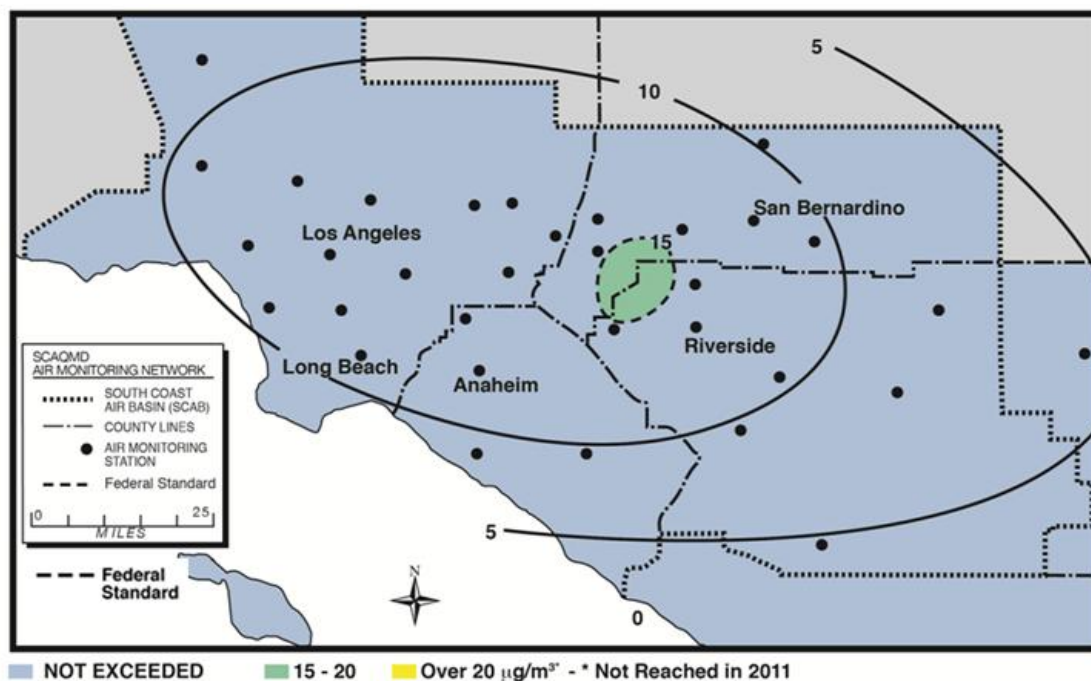 5
10
San Bernardino
15
Los Angeles
Riverside
Long Beach
Anaheim
SCAQMD
AIR MONITORING NETWORK
SOUTH COAST
AIR BASIN (SCAB)
COUNTY LINES
AIR MONITORING
STATION
Federal Standard
0 25
MILES
5
Federal
Standard
N
0
NOT EXCEEDED 15 - 20 Over 20 μg/m³* - * Not Reached in 2011